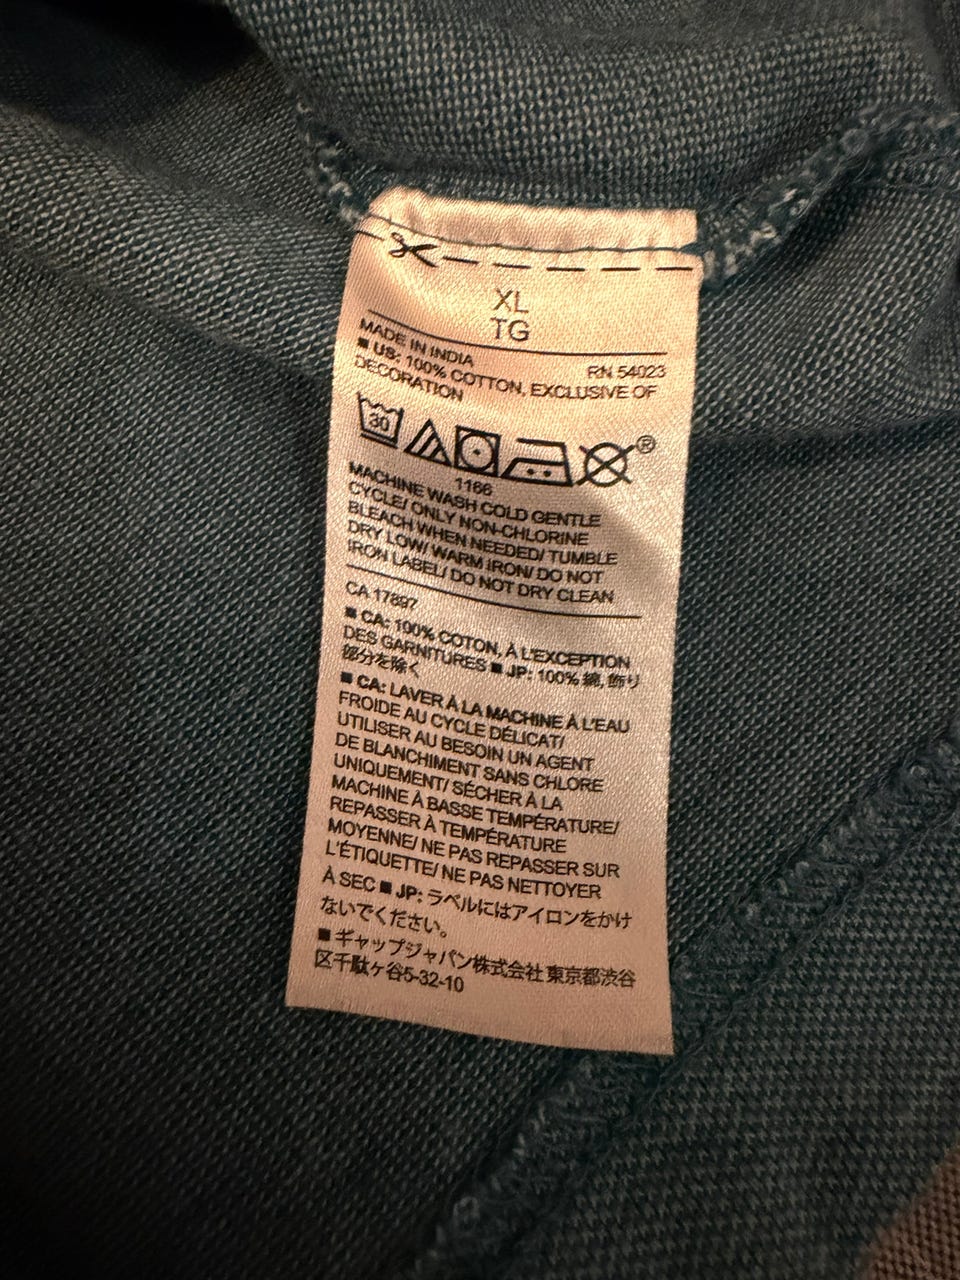 XL
TG
MADE IN INDIA
RN 54023
■ US: 100% COTTON, EXCLUSIVE OF
DECORATION
30
®
1166
MACHINE WASH COLD GENTLE
CYCLE/ ONLY NON-CHLORINE
BLEACH WHEN NEEDED/ TUMBLE
DRY LOW/ WARM IRON/ DO NOT
IRON LABEL/ DO NOT DRY CLEAN
CA 17897
■ CA: 100% COTON, À L'EXCEPTION
DES GARNITURES ■ JP: 100% 綿, 飾り
部分を除く
■ CA: LAVER À LA MACHINE À L'EAU
FROIDE AU CYCLE DÉLICAT/
UTILISER AU BESOIN UN AGENT
DE BLANCHIMENT SANS CHLORE
UNIQUEMENT/ SÉCHER À LA
MACHINE À BASSE TEMPÉRATURE/
REPASSER À TEMPÉRATURE
MOYENNE/ NE PAS REPASSER SUR
L'ÉTIQUETTE/ NE PAS NETTOYER
À SEC ■ JP: ラベルにはアイロンをかけ
ないでください。
■ ギャップジャパン株式会社 東京都渋谷
区千駄ヶ谷5-32-10